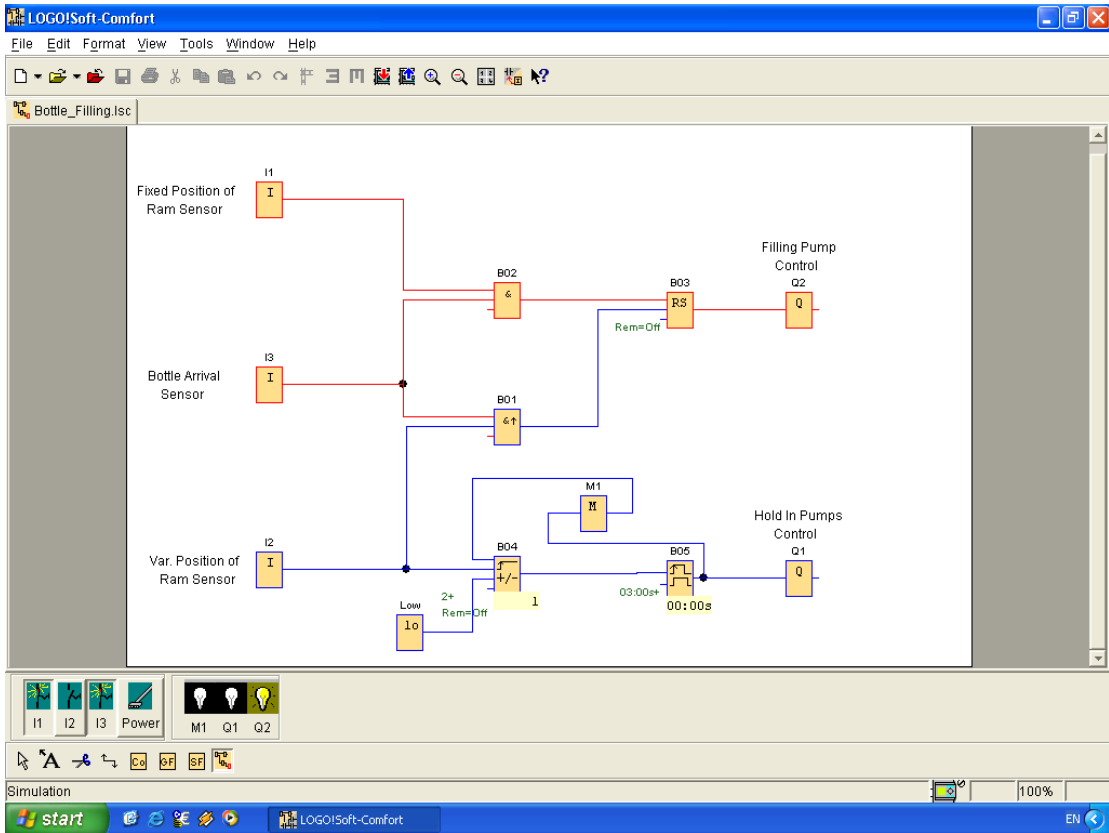 LOGO!Soft-Comfort
File Edit Format View Tools Window Help
Co GF SF
Bottle_Filling.lsc
Fixed Position of
Ram Sensor
I1
I
Filling Pump
Control
B02
&
B03
RS
Q2
Q
Rem=Off
Bottle Arrival
Sensor
I3
I
B01
&↑
M1
M
Hold In Pumps
Control
Var. Position of
Ram Sensor
I2
I
B04
+/-
B05
Q1
Q
2+
Rem=Off
1
03:00s+
00:00s
Low
lo
I1 I2 I3 Power
M1 Q1 Q2
Simulation
100%
start
LOGO!Soft-Comfort
EN